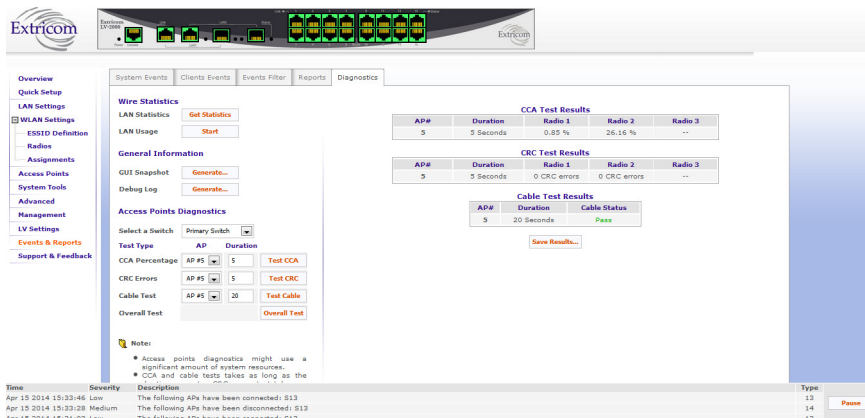 Extricom
Extricom
LV-2000
Extricom
System Events Clients Events Events Filter Reports Diagnostics
Overview
Quick Setup
LAN Settings
WLAN Settings
ESSID Definition
Radios
Assignments
Access Points
System Tools
Advanced
Management
LV Settings
Events & Reports
Support & Feedback
Wire Statistics
LAN Statistics Get Statistics
LAN Usage Start
General Information
GUI Snapshot Generate...
Debug Log Generate...
Access Points Diagnostics
Select a Switch Primary Switch
Test Type AP Duration
CCA Percentage AP #5 5 Test CCA
CRC Errors AP #5 5 Test CRC
Cable Test AP #5 20 Test Cable
Overall Test Overall Test
Note:
Access points diagnostics might use a
significant amount of system resources.
CCA and cable tests takes as long as the
CCA Test Results
AP# Duration Radio 1 Radio 2 Radio 3
5 5 Seconds 0.85 % 26.16 % --
CRC Test Results
AP# Duration Radio 1 Radio 2 Radio 3
5 5 Seconds 0 CRC errors 0 CRC errors --
Cable Test Results
AP# Duration Cable Status
5 20 Seconds Pass
Save Results...
Time Severity Description Type
Apr 15 2014 15:33:46 Low The following APs have been connected: S13 13
Apr 15 2014 15:33:28 Medium The following APs have been disconnected: S13 14
Pause